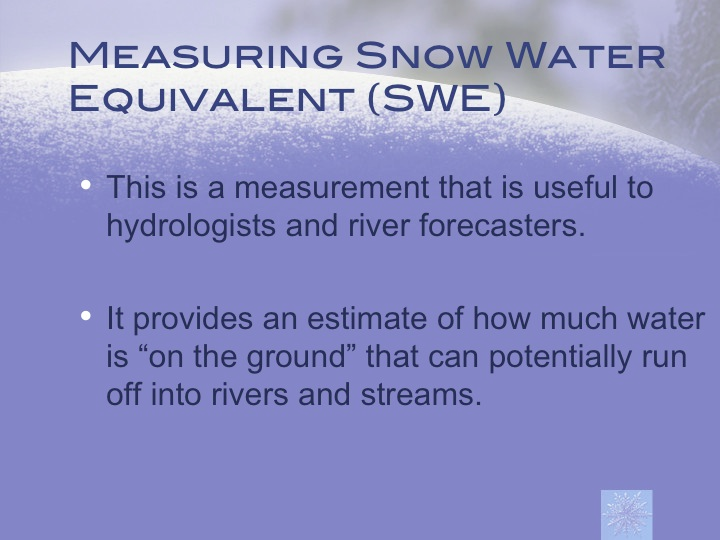 Measuring Snow Water
Equivalent (SWE)
• This is a measurement that is useful to
hydrologists and river forecasters.
• It provides an estimate of how much water
is “on the ground” that can potentially run
off into rivers and streams.